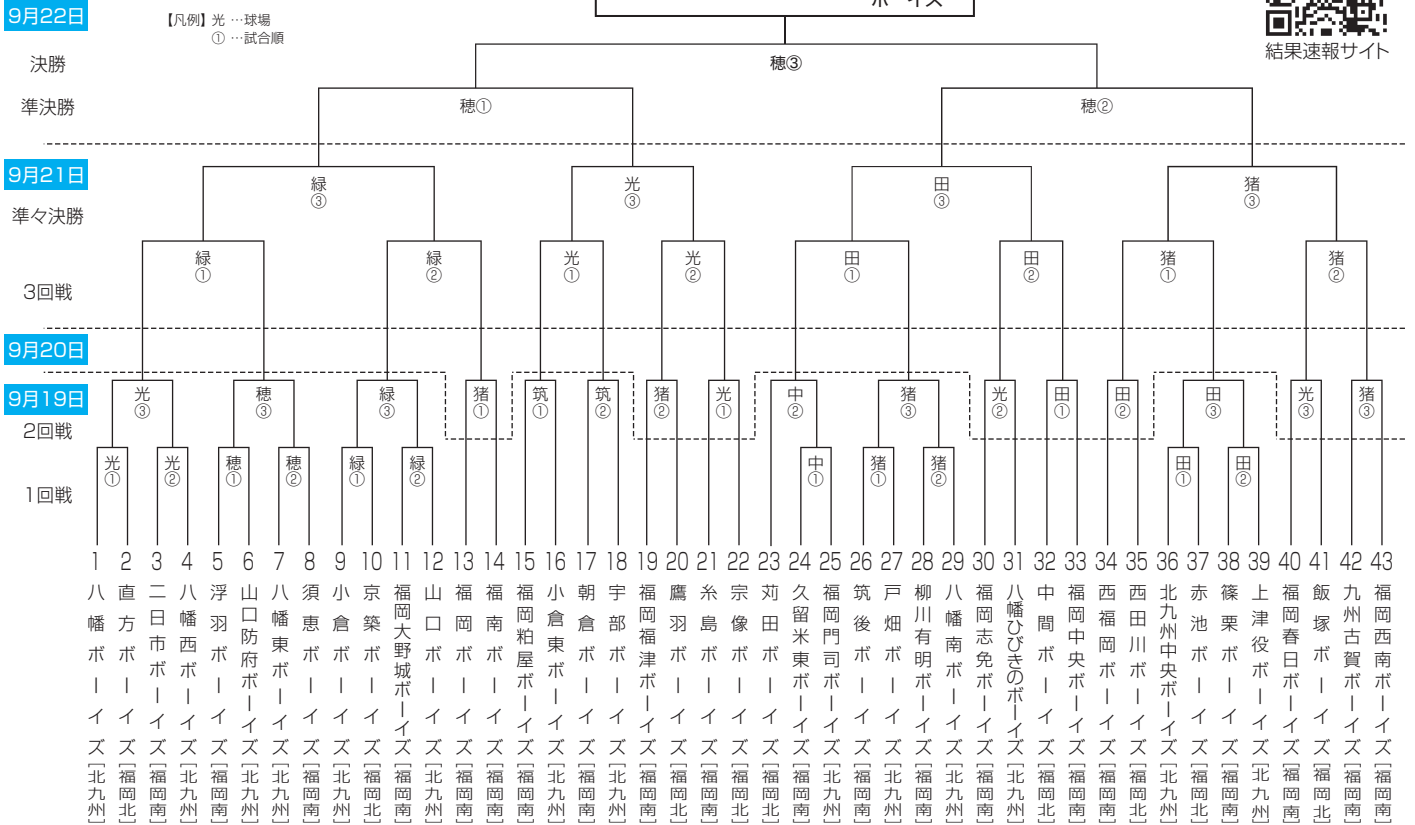 ボーイズ
9月22日
【凡例】光 …球場
① …試合順
結果速報サイト
決勝
穂③
準決勝
穂① 穂②
9月21日
準々決勝
緑③ 光③ 田③ 猪③
3回戦
緑① 緑② 光① 光② 田① 田② 猪① 猪②
9月20日
9月19日
2回戦
光③ 穂③ 緑③ 猪① 筑① 筑② 猪② 光① 中② 猪③ 光② 田① 田② 田③ 光③ 猪③
1回戦
光① 光② 穂① 穂② 緑① 緑② 中① 猪① 猪② 田① 田②
1 八幡ボーイズ[北九州]
2 直方ボーイズ[福岡北]
3 二日市ボーイズ[福岡南]
4 八幡西ボーイズ[北九州]
5 浮羽ボーイズ[福岡南]
6 山口防府ボーイズ[北九州]
7 八幡東ボーイズ[北九州]
8 須恵ボーイズ[福岡南]
9 小倉ボーイズ[北九州]
10 京築ボーイズ[福岡北]
11 福岡大野城ボーイズ[福岡南]
12 山口ボーイズ[北九州]
13 福岡ボーイズ[福岡南]
14 福南ボーイズ[福岡南]
15 福岡粕屋ボーイズ[福岡南]
16 小倉東ボーイズ[北九州]
17 朝倉ボーイズ[福岡南]
18 宇部ボーイズ[北九州]
19 福岡福津ボーイズ[福岡北]
20 鷹羽ボーイズ[福岡北]
21 糸島ボーイズ[福岡南]
22 宗像ボーイズ[福岡北]
23 苅田ボーイズ[福岡北]
24 久留米東ボーイズ[福岡南]
25 福岡門司ボーイズ[北九州]
26 筑後ボーイズ[福岡南]
27 戸畑ボーイズ[北九州]
28 柳川有明ボーイズ[福岡南]
29 八幡南ボーイズ[北九州]
30 福岡志免ボーイズ[福岡南]
31 八幡ひびきのボーイズ[北九州]
32 中間ボーイズ[福岡北]
33 福岡中央ボーイズ[福岡南]
34 西福岡ボーイズ[福岡南]
35 西田川ボーイズ[福岡北]
36 北九州中央ボーイズ[北九州]
37 赤池ボーイズ[福岡北]
38 篠栗ボーイズ[福岡南]
39 上津役ボーイズ[北九州]
40 福岡春日ボーイズ[福岡南]
41 飯塚ボーイズ[福岡北]
42 九州古賀ボーイズ[福岡南]
43 福岡西南ボーイズ[福岡南]